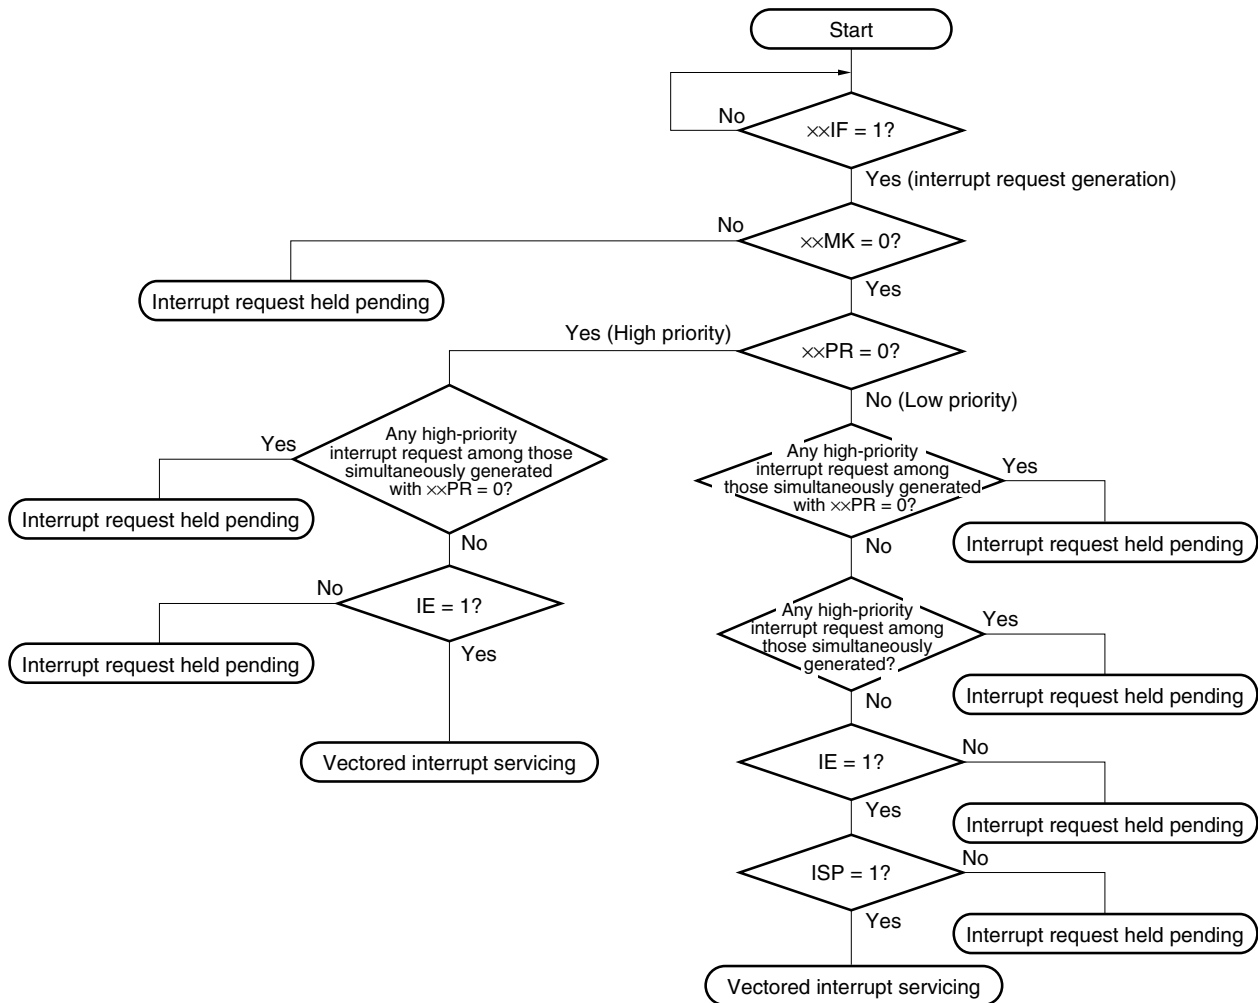 Start
No
××IF = 1?
Yes (interrupt request generation)
No
××MK = 0?
Interrupt request held pending
Yes
Yes (High priority)
××PR = 0?
No (Low priority)
Yes
Any high-priority
interrupt request among those
simultaneously generated
with ××PR = 0?
Interrupt request held pending
No
Any high-priority
interrupt request among
those simultaneously generated
with ××PR = 0?
Yes
Interrupt request held pending
No
No
IE = 1?
Interrupt request held pending
Yes
Vectored interrupt servicing
Any high-priority
interrupt request among
those simultaneously
generated?
Yes
Interrupt request held pending
No
IE = 1?
No
Interrupt request held pending
Yes
ISP = 1?
No
Interrupt request held pending
Yes
Vectored interrupt servicing